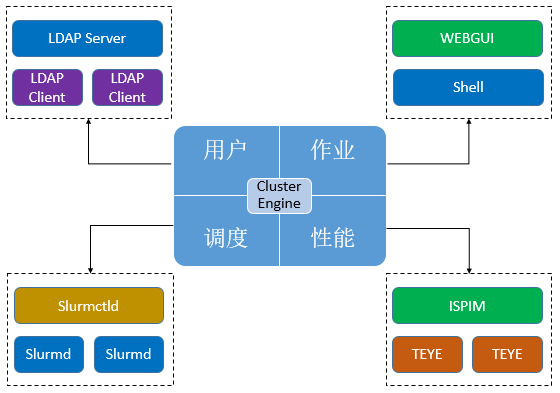 LDAP Server
LDAP
Client
LDAP
Client
WEBGUI
Shell
用户
作业
Cluster
Engine
调度
性能
Slurmctld
Slurmd
Slurmd
ISPIM
TEYE
TEYE